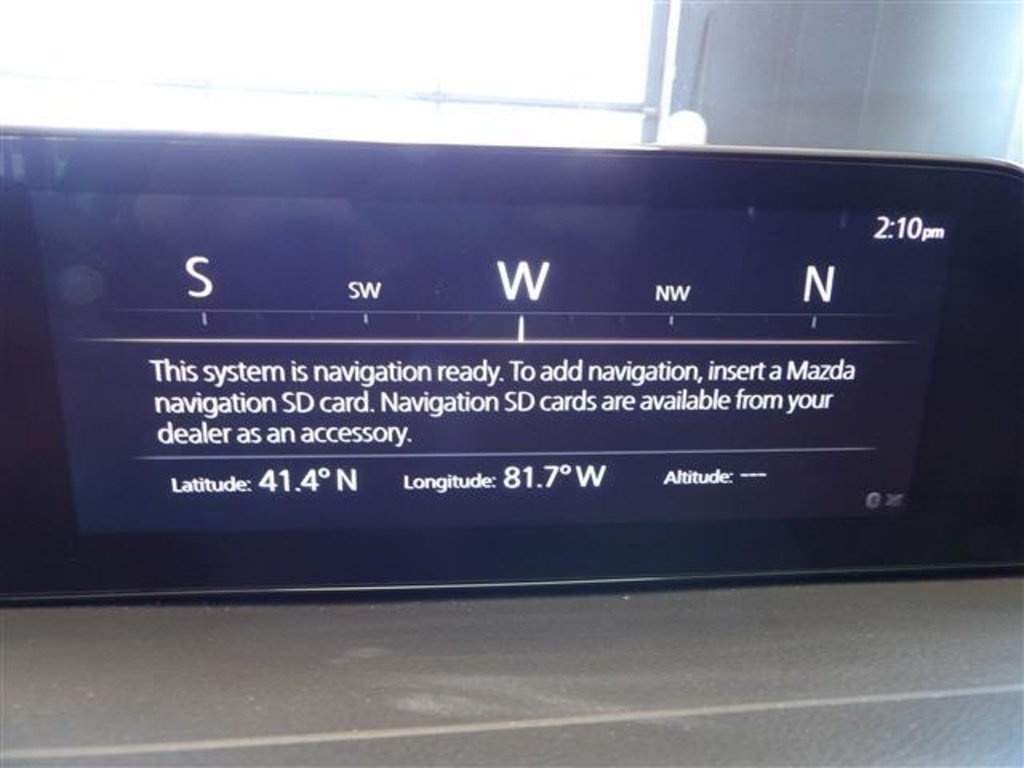 2:10pm
S SW W NW N
This system is navigation ready. To add navigation, insert a Mazda
navigation SD card. Navigation SD cards are available from your
dealer as an accessory.
Latitude: 41.4° N Longitude: 81.7° W Altitude: ---